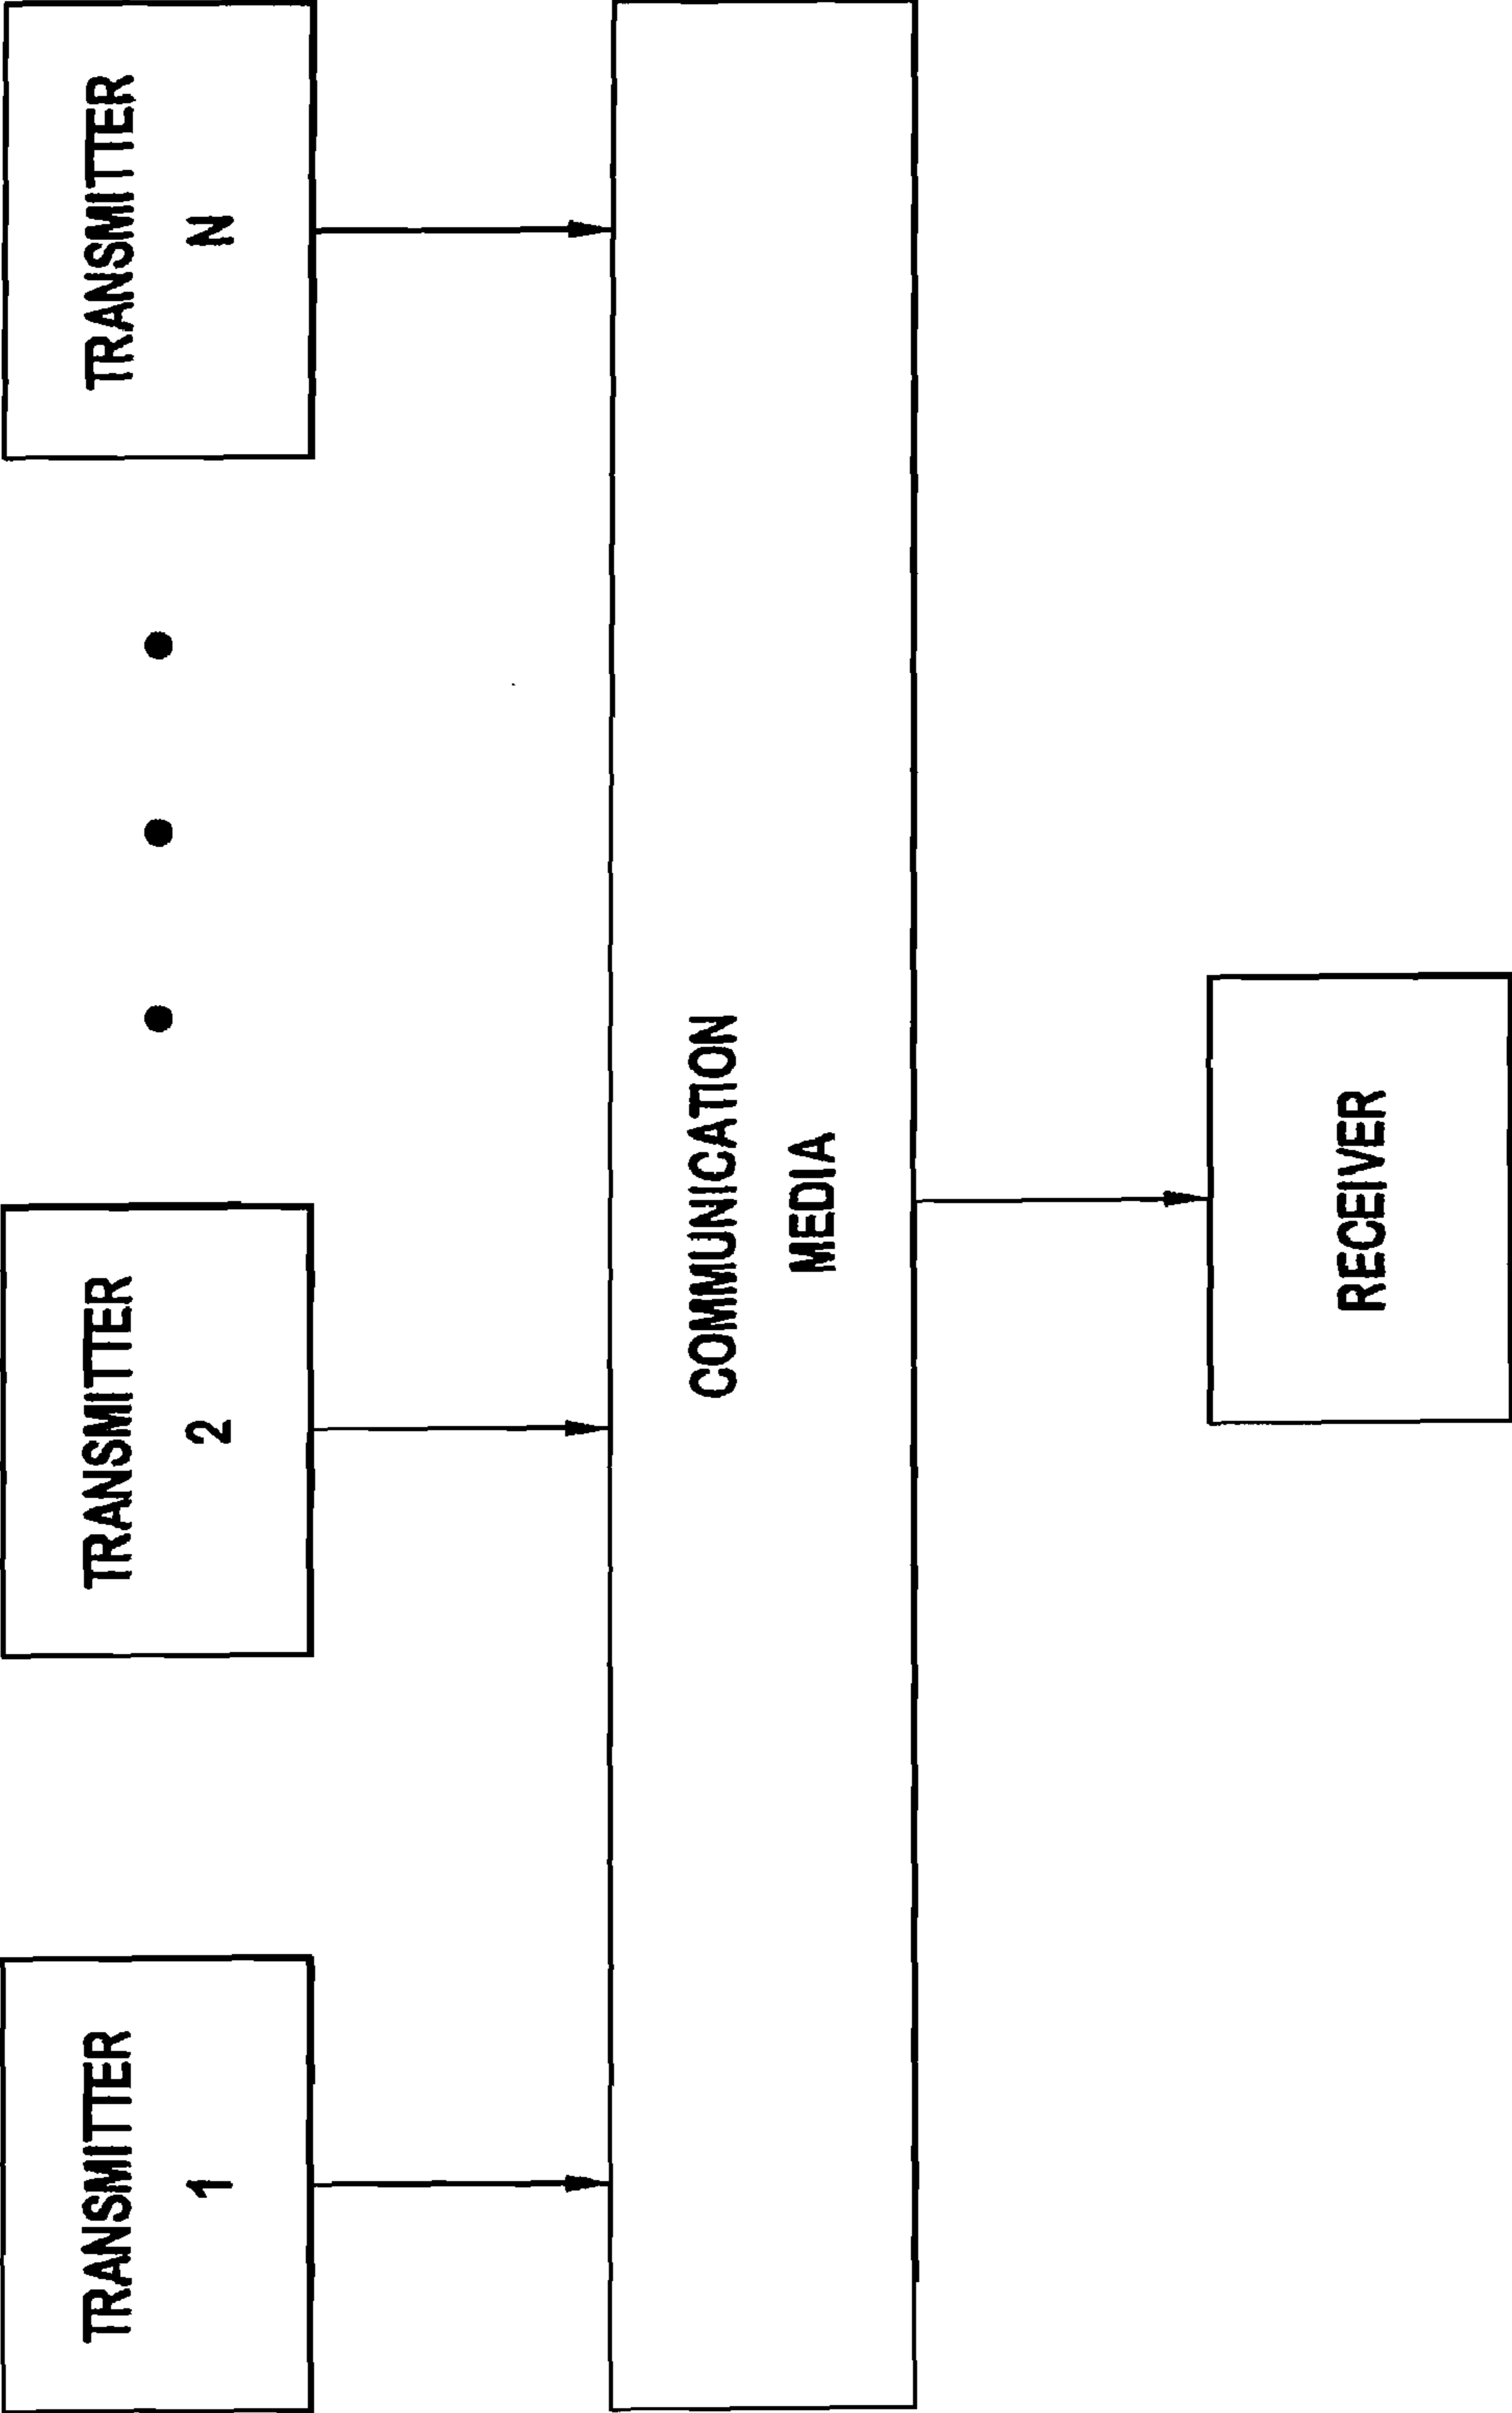 TRANSMITTER
1
TRANSMITTER
2
TRANSMITTER
N
COMMUNICATION
MEDIA
RECEIVER